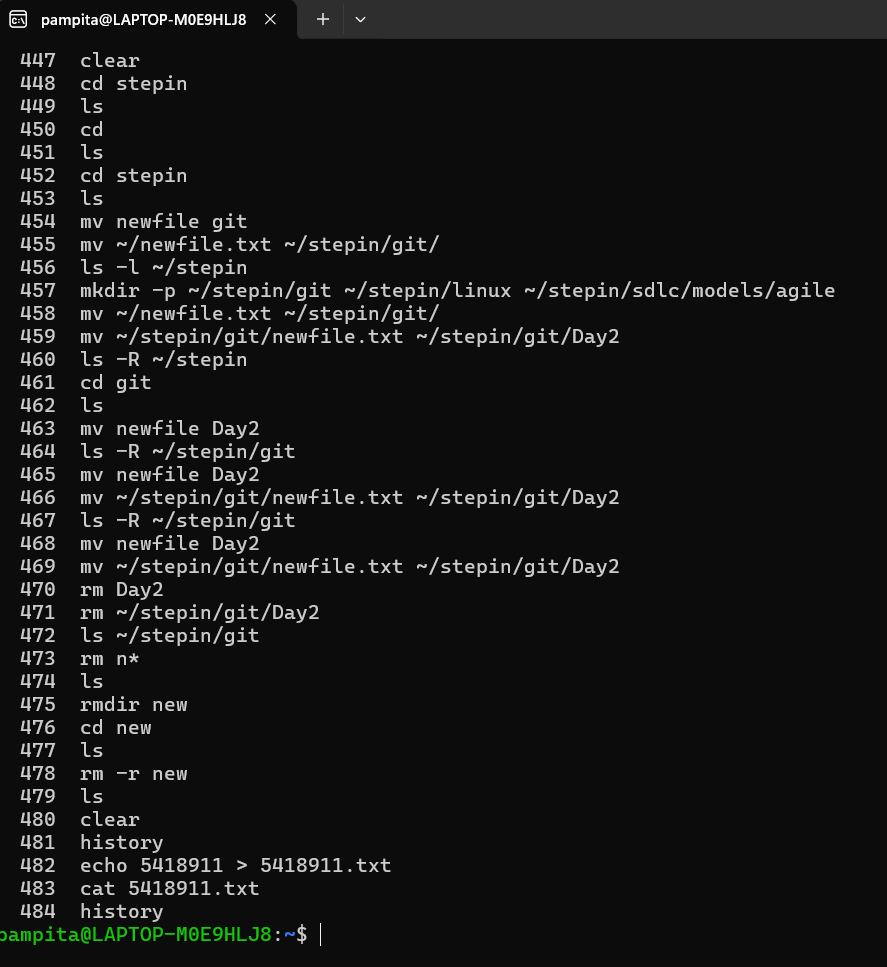 pampita@LAPTOP-M0E9HLJ8
447 clear
448 cd stepin
449 ls
450 cd
451 ls
452 cd stepin
453 ls
454 mv newfile git
455 mv ~/newfile.txt ~/stepin/git/
456 ls -l ~/stepin
457 mkdir -p ~/stepin/git ~/stepin/linux ~/stepin/sdlc/models/agile
458 mv ~/newfile.txt ~/stepin/git/
459 mv ~/stepin/git/newfile.txt ~/stepin/git/Day2
460 ls -R ~/stepin
461 cd git
462 ls
463 mv newfile Day2
464 ls -R ~/stepin/git
465 mv newfile Day2
466 mv ~/stepin/git/newfile.txt ~/stepin/git/Day2
467 ls -R ~/stepin/git
468 mv newfile Day2
469 mv ~/stepin/git/newfile.txt ~/stepin/git/Day2
470 rm Day2
471 rm ~/stepin/git/Day2
472 ls ~/stepin/git
473 rm n*
474 ls
475 rmdir new
476 cd new
477 ls
478 rm -r new
479 ls
480 clear
481 history
482 echo 5418911 > 5418911.txt
483 cat 5418911.txt
484 history
pampita@LAPTOP-M0E9HLJ8:~$